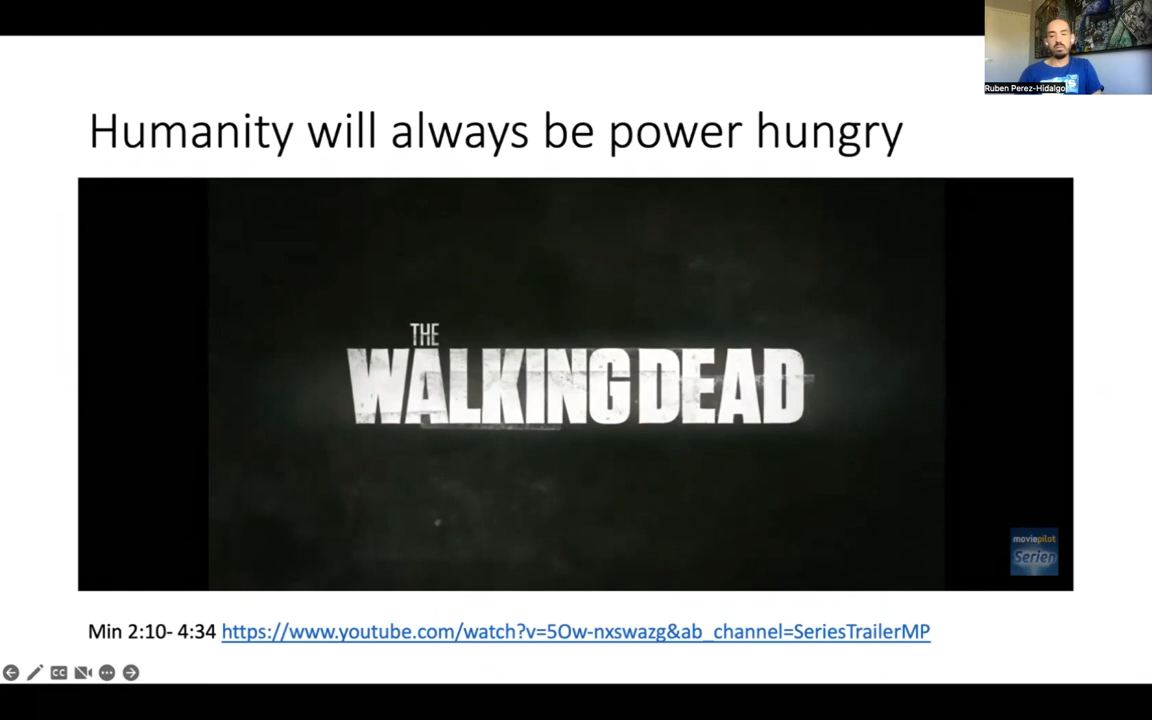 Ruben Perez-Hidalgo
Humanity will always be power hungry
THE
WALKING DEAD
moviepilot
Serien
Min 2:10- 4:34 https://www.youtube.com/watch?v=5Ow-nxswazg&ab_channel=SeriesTrailerMP
CC